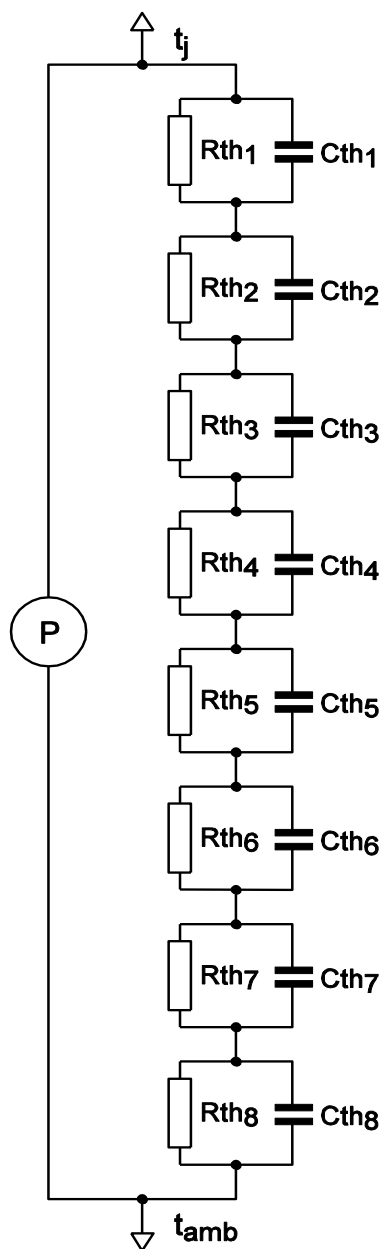 tj
Rth1 Cth1
Rth2 Cth2
Rth3 Cth3
Rth4 Cth4
P
Rth5 Cth5
Rth6 Cth6
Rth7 Cth7
Rth8 Cth8
tamb